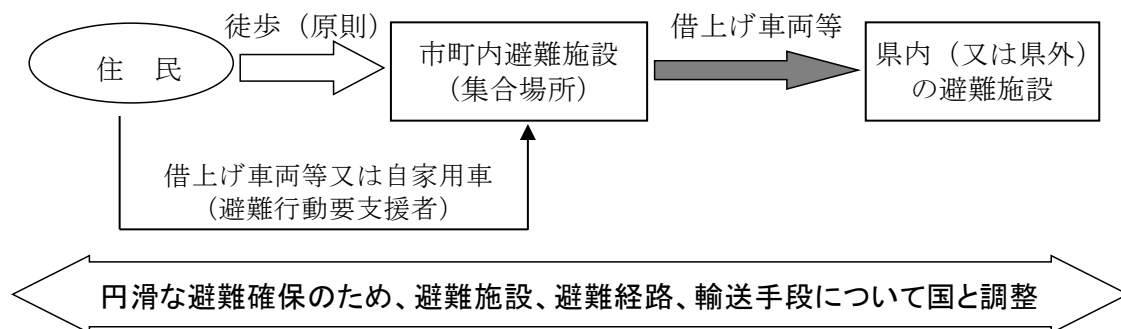 徒歩（原則）
借上げ車両等
住　民
市町内避難施設
（集合場所）
県内（又は県外）
の避難施設
借上げ車両等又は自家用車
（避難行動要支援者）
円滑な避難確保のため、避難施設、避難経路、輸送手段について国と調整